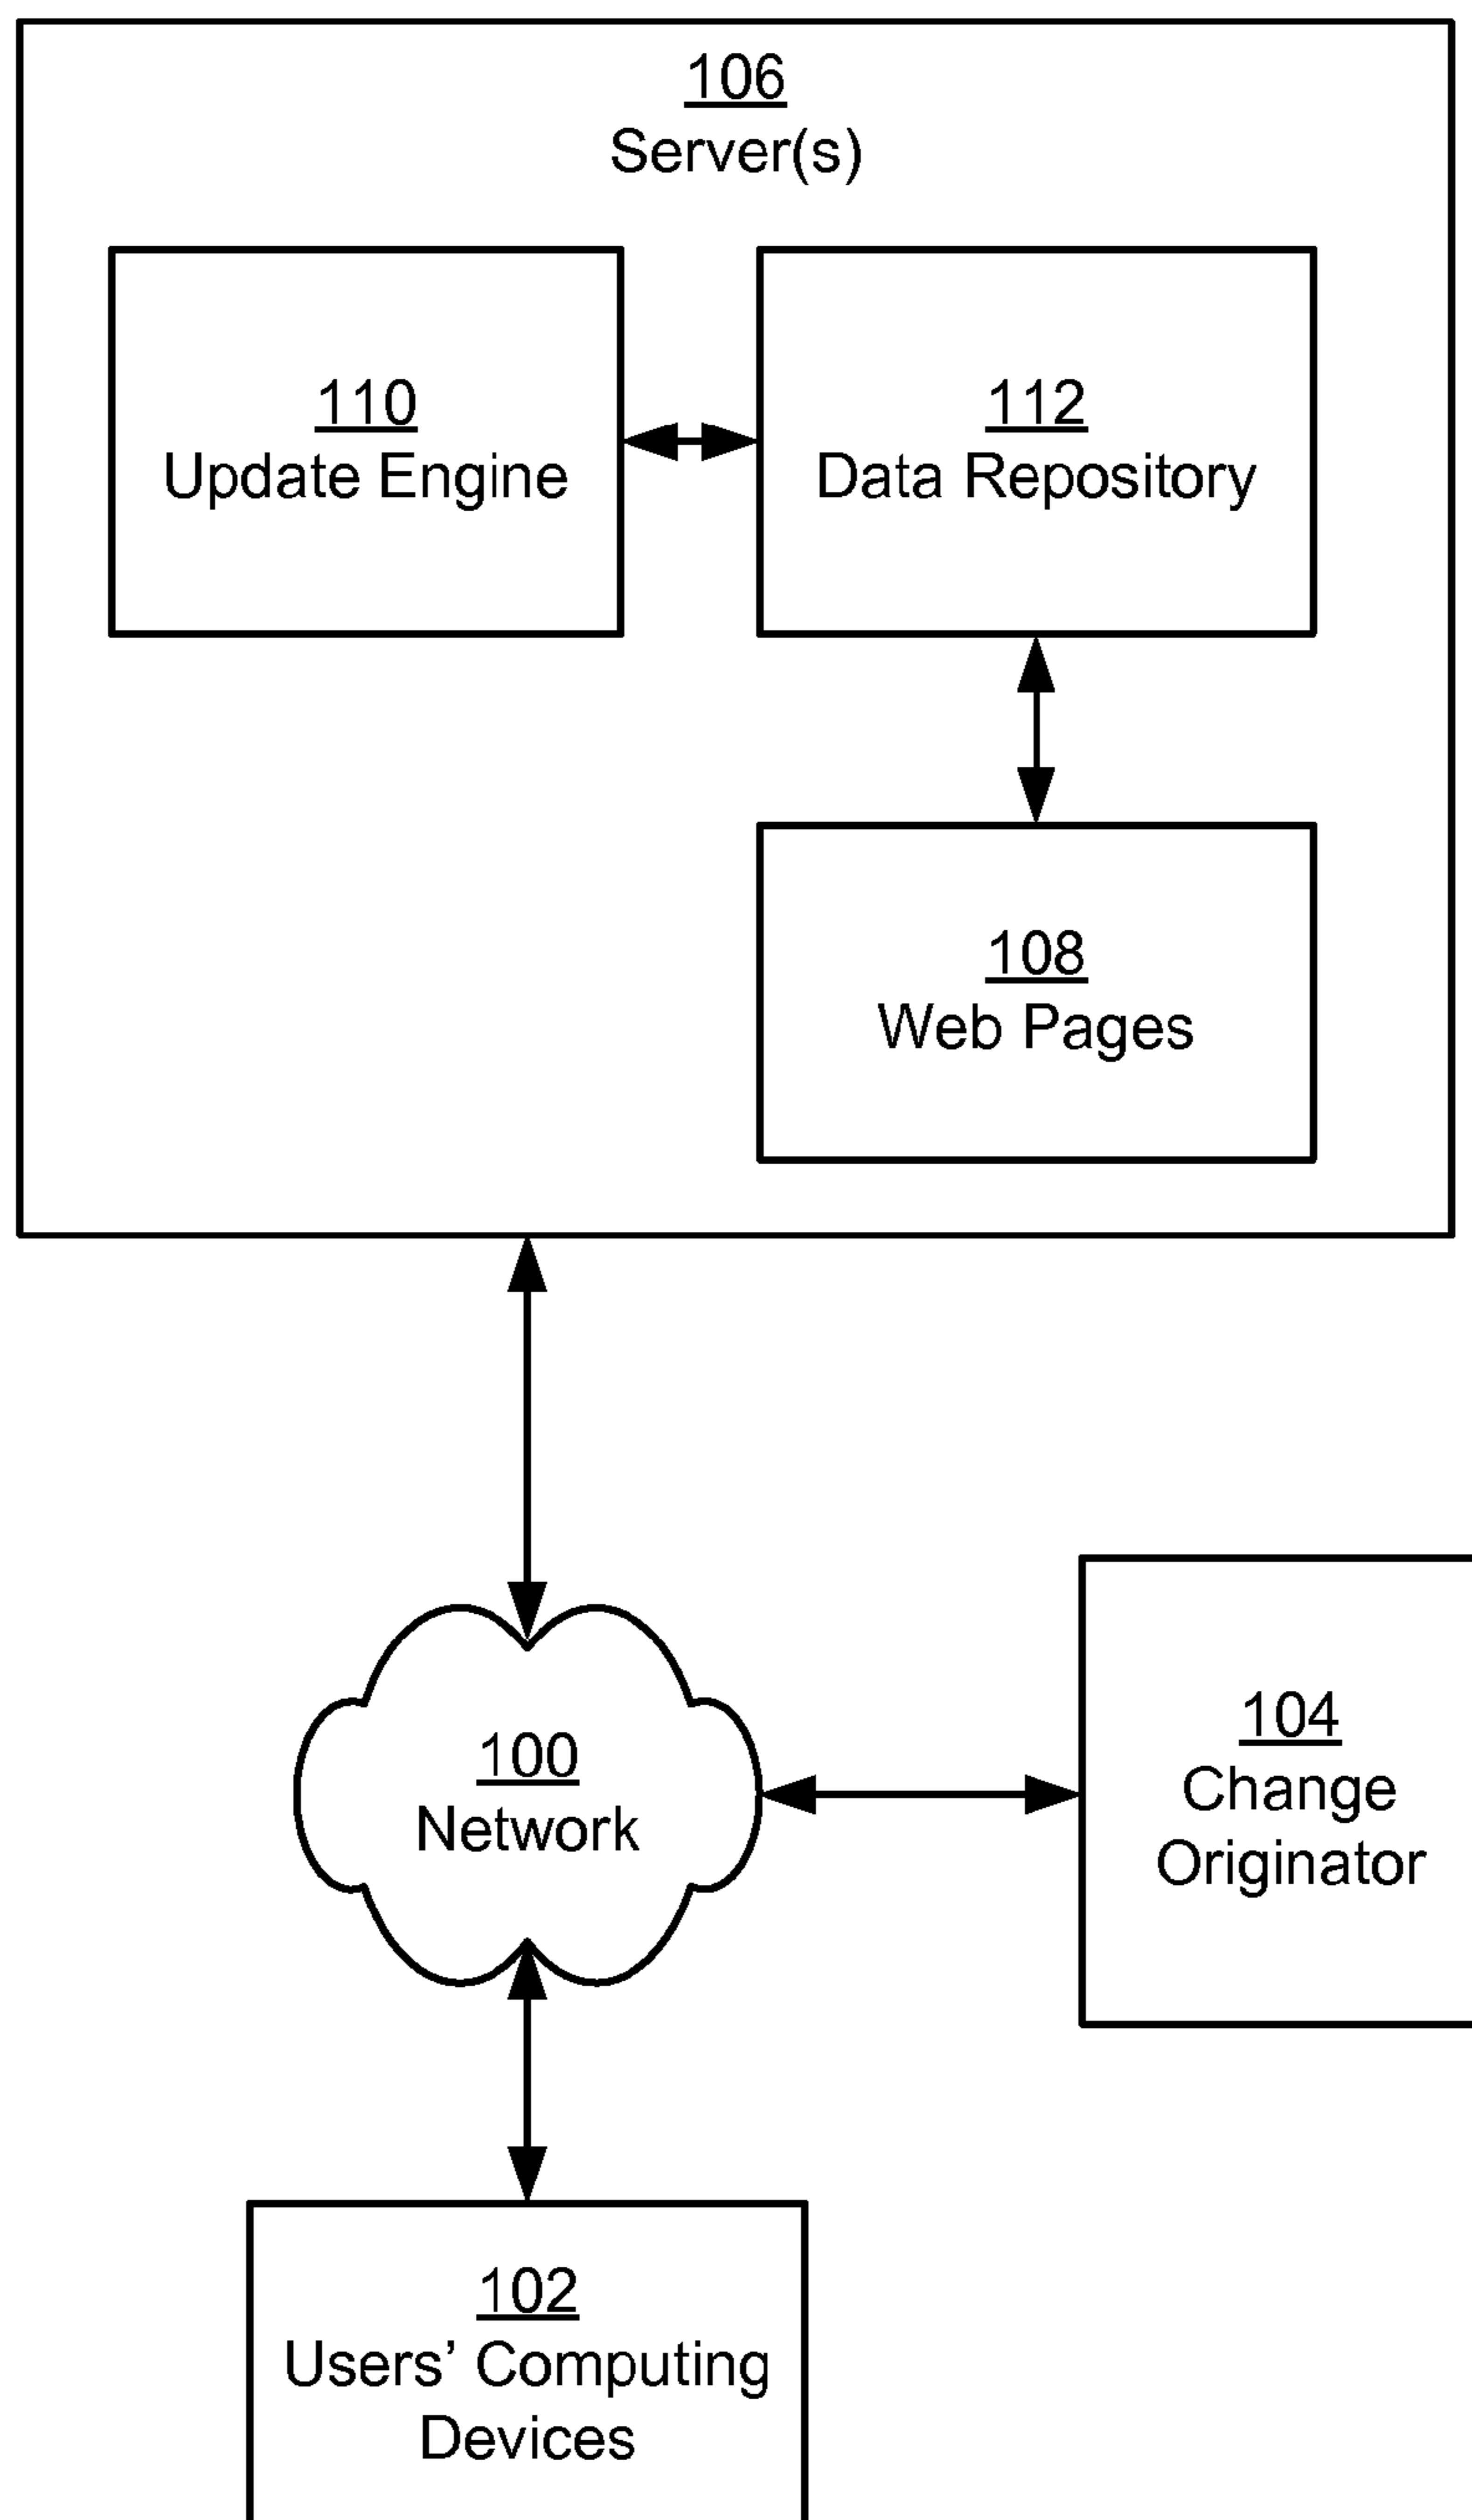 106
Server(s)
110
Update Engine
112
Data Repository
108
Web Pages
100
Network
104
Change
Originator
102
Users’ Computing
Devices